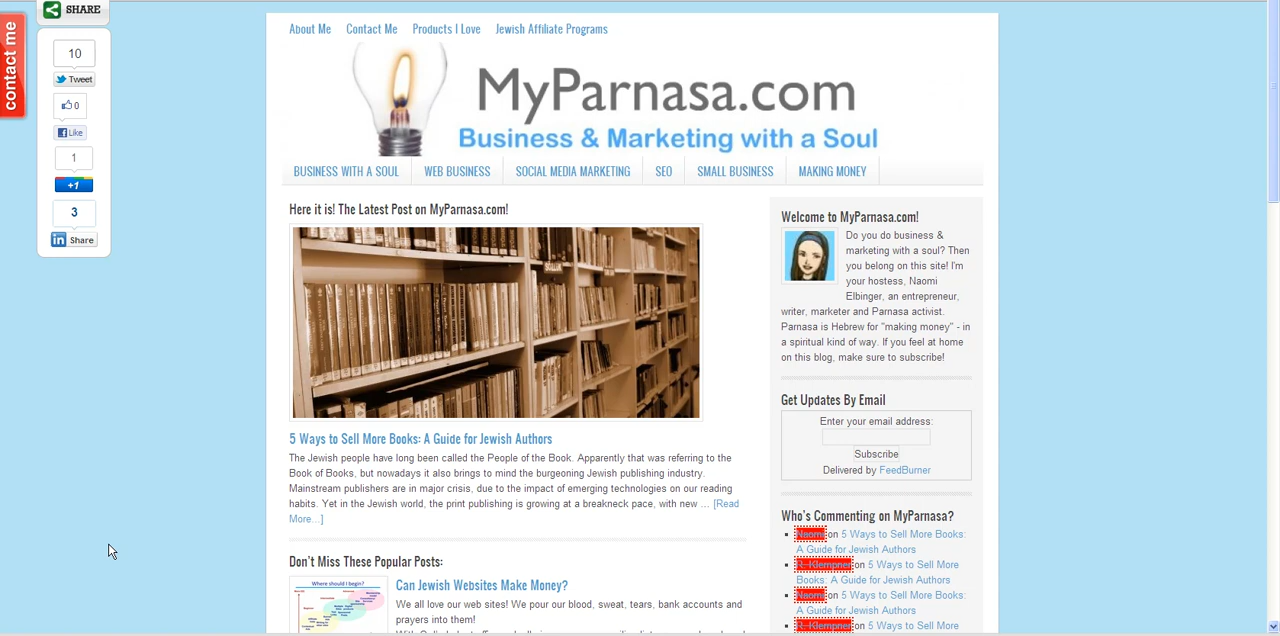 SHARE
contact me
10
Tweet
0
Like
1
+1
3
Share
About Me Contact Me Products I Love Jewish Affiliate Programs
MyParnasa.com
Business & Marketing with a Soul
BUSINESS WITH A SOUL WEB BUSINESS SOCIAL MEDIA MARKETING SEO SMALL BUSINESS MAKING MONEY
Here it is! The Latest Post on MyParnasa.com!
5 Ways to Sell More Books: A Guide for Jewish Authors
The Jewish people have long been called the People of the Book. Apparently that was referring to the
Book of Books, but nowadays it also brings to mind the burgeoning Jewish publishing industry.
Mainstream publishers are in major crisis, due to the impact of emerging technologies on our reading
habits. Yet in the Jewish world, the print publishing is growing at a breakneck pace, with new ... [Read
More...]
Don't Miss These Popular Posts:
Where should I begin?
Can Jewish Websites Make Money?
We all love our web sites! We pour our blood, sweat, tears, bank accounts and
prayers into them!
Welcome to MyParnasa.com!
Do you do business &
marketing with a soul? Then
you belong on this site! I'm
your hostess, Naomi
Elbinger, an entrepreneur,
writer, marketer and Parnasa activist.
Parnasa is Hebrew for "making money" - in
a spiritual kind of way. If you feel at home
on this blog, make sure to subscribe!
Get Updates By Email
Enter your email address:
Subscribe
Delivered by FeedBurner
Who's Commenting on MyParnasa?
Naomi on 5 Ways to Sell More Books:
A Guide for Jewish Authors
R. Klempner on 5 Ways to Sell More
Books: A Guide for Jewish Authors
Naomi on 5 Ways to Sell More Books:
A Guide for Jewish Authors
R. Klempner on 5 Ways to Sell More